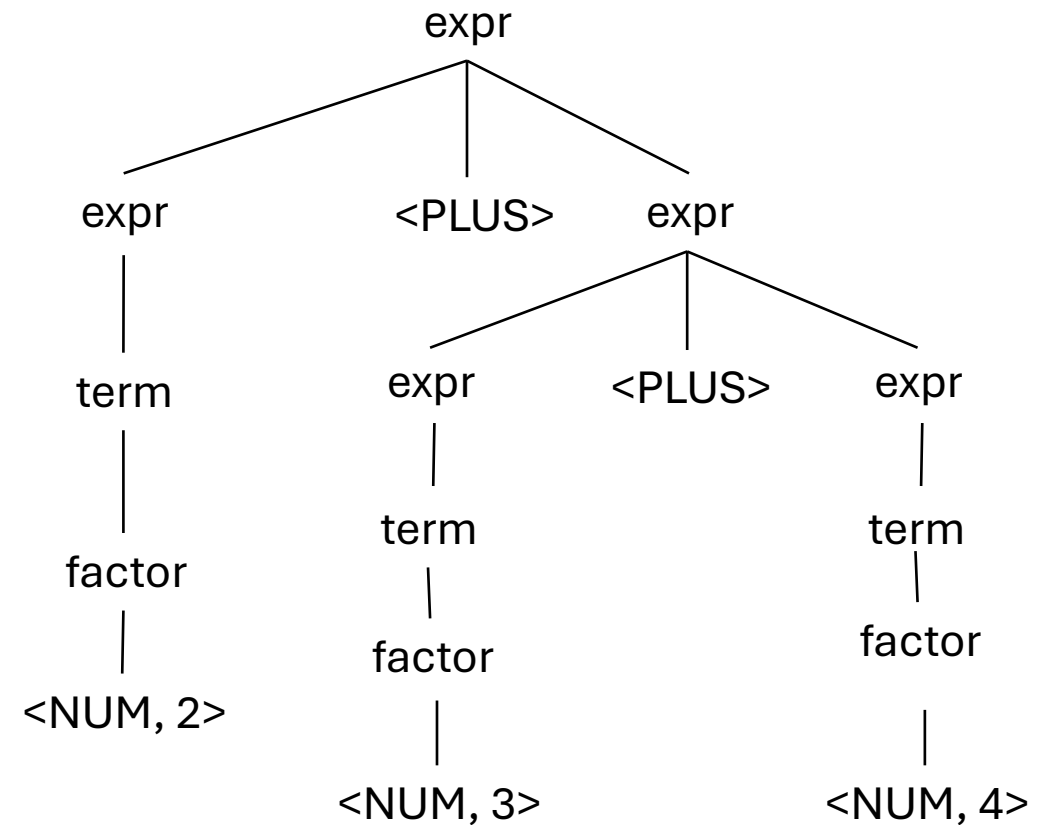 expr
expr <PLUS> expr
expr <PLUS> expr
term
term term
factor
factor factor
<NUM, 2>
<NUM, 3> <NUM, 4>